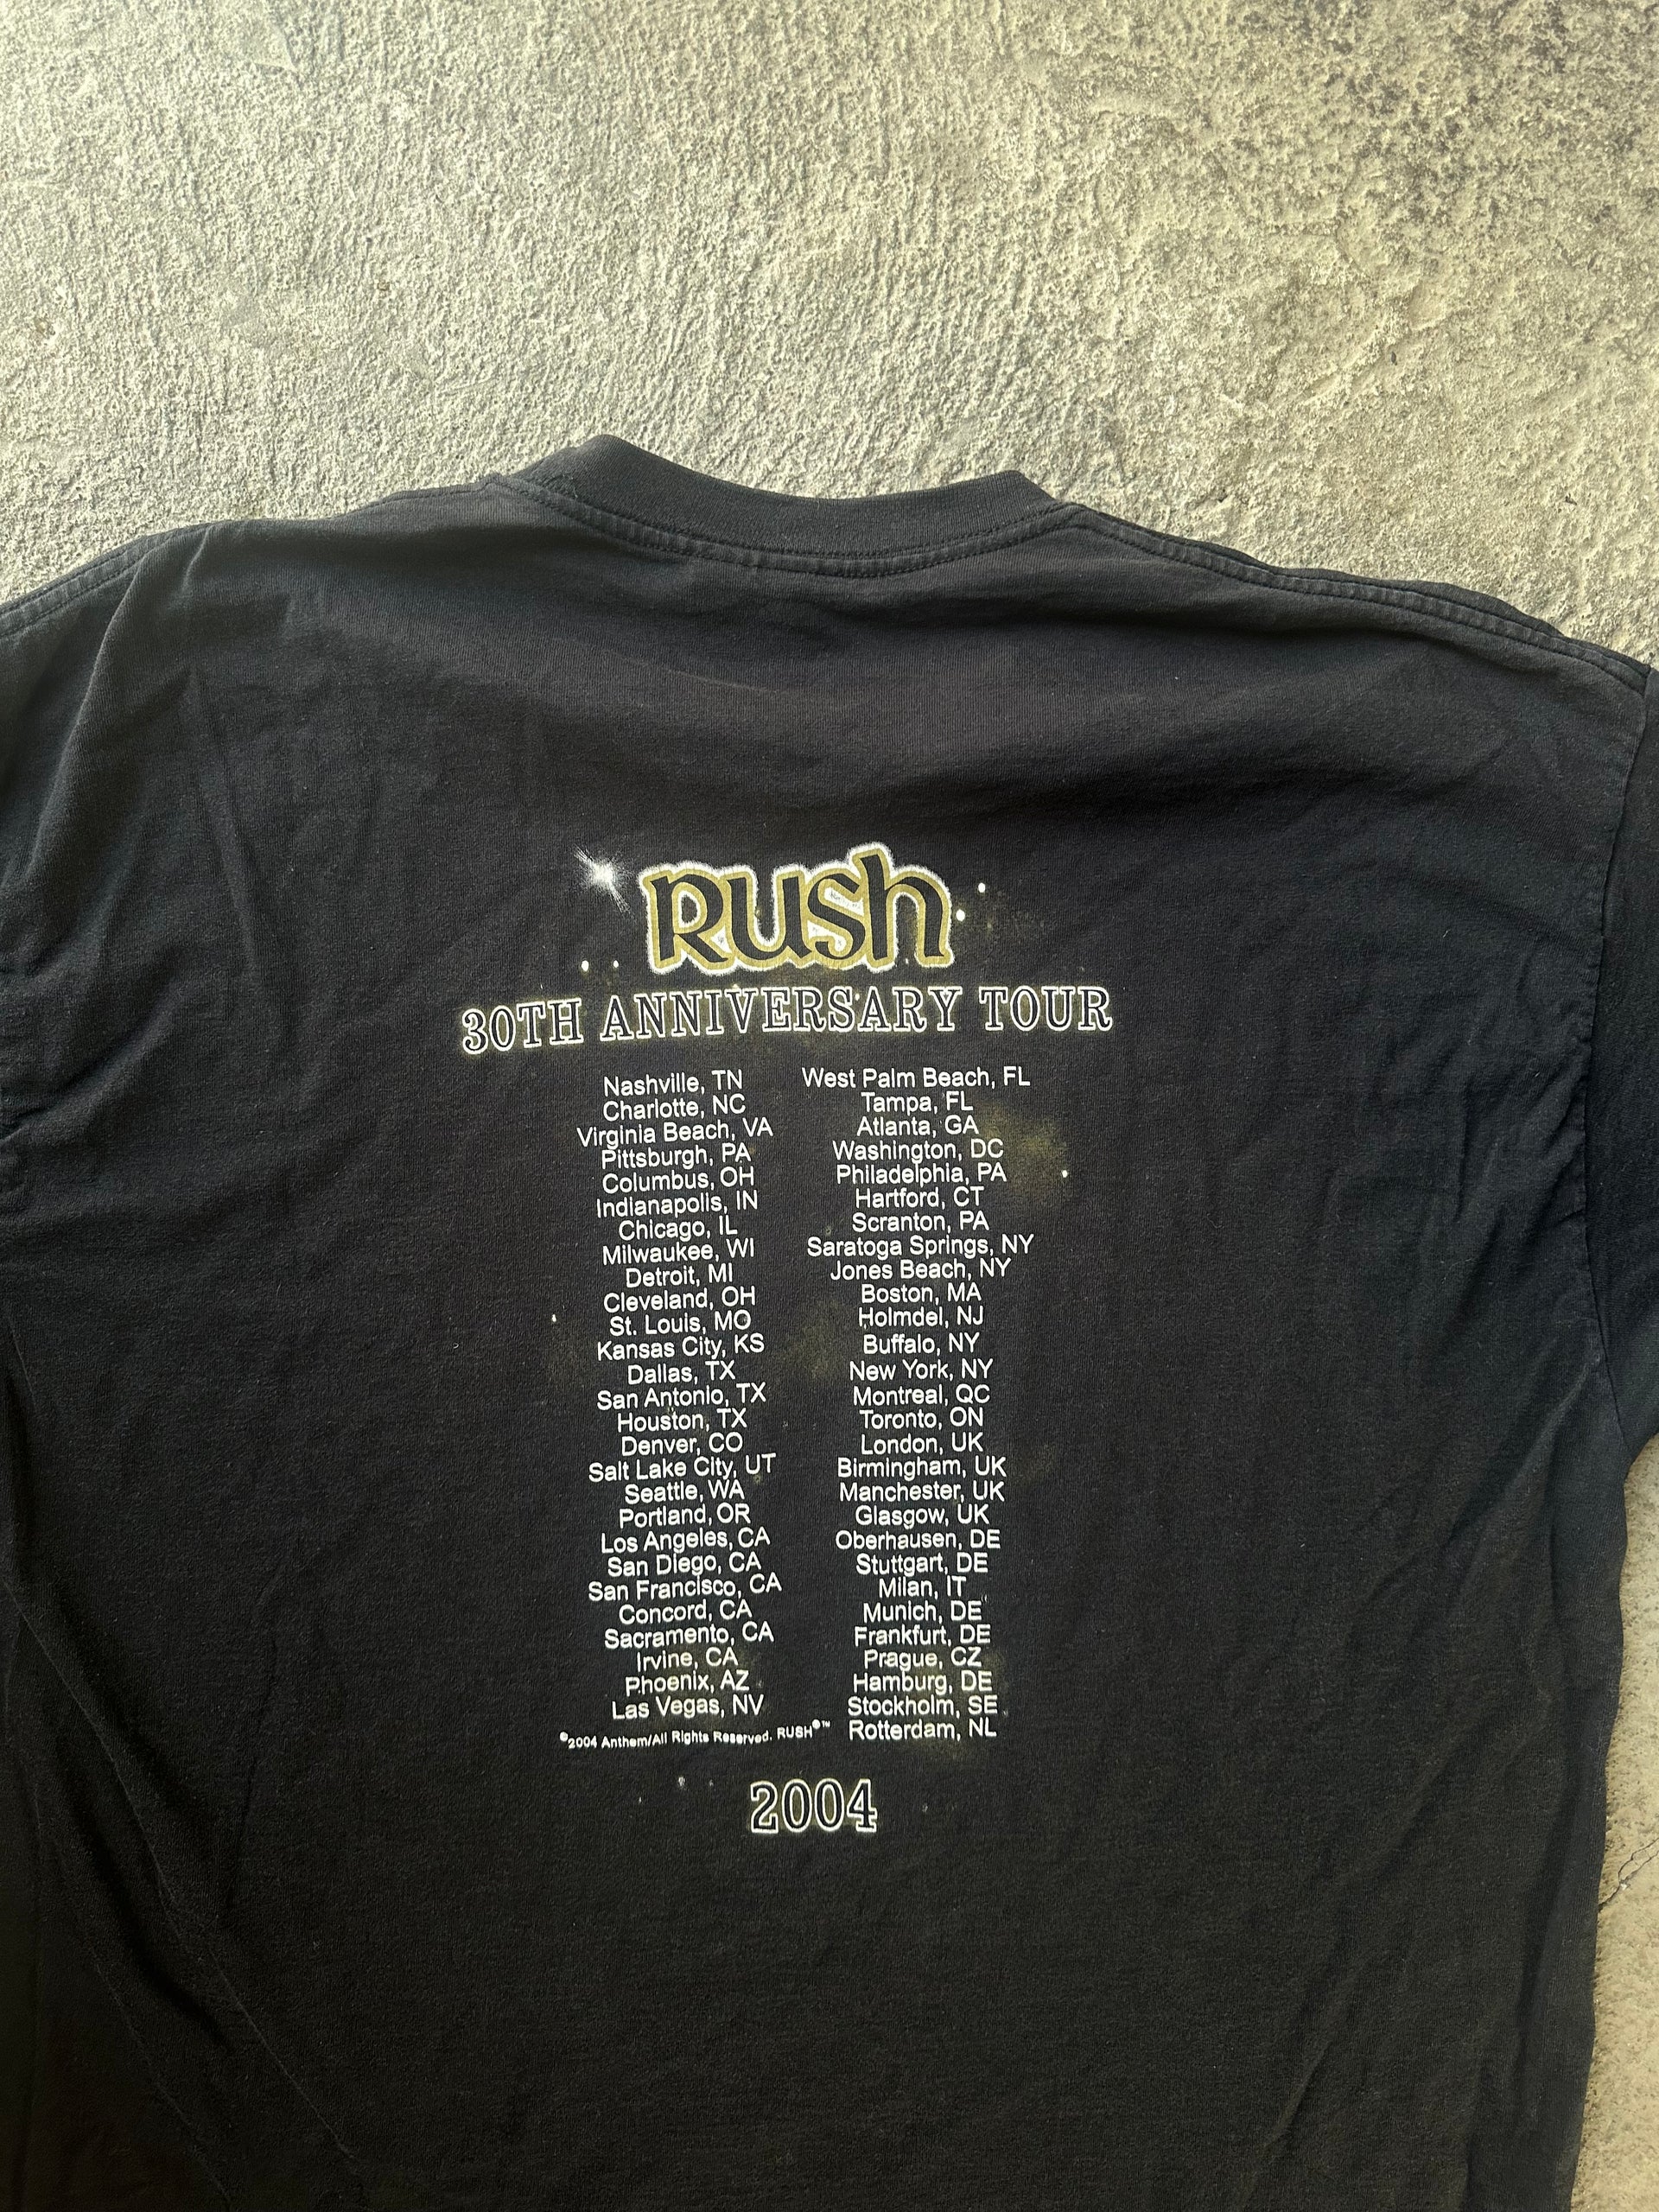 Rush
30TH ANNIVERSARY TOUR
Nashville, TN
Charlotte, NC
Virginia Beach, VA
Pittsburgh, PA
Columbus, OH
Indianapolis, IN
Chicago, IL
Milwaukee, WI
Detroit, MI
Cleveland, OH
St. Louis, MO
Kansas City, KS
Dallas, TX
San Antonio, TX
Houston, TX
Denver, CO
Salt Lake City, UT
Seattle, WA
Portland, OR
Los Angeles, CA
San Diego, CA
San Francisco, CA
Concord, CA
Sacramento, CA
Irvine, CA
Phoenix, AZ
Las Vegas, NV
©2004 Anthem/All Rights Reserved. RUSH®™
West Palm Beach, FL
Tampa, FL
Atlanta, GA
Washington, DC
Philadelphia, PA
Hartford, CT
Scranton, PA
Saratoga Springs, NY
Jones Beach, NY
Boston, MA
Holmdel, NJ
Buffalo, NY
New York, NY
Montreal, QC
Toronto, ON
London, UK
Birmingham, UK
Manchester, UK
Glasgow, UK
Oberhausen, DE
Stuttgart, DE
Milan, IT
Munich, DE
Frankfurt, DE
Prague, CZ
Hamburg, DE
Stockholm, SE
Rotterdam, NL
2004